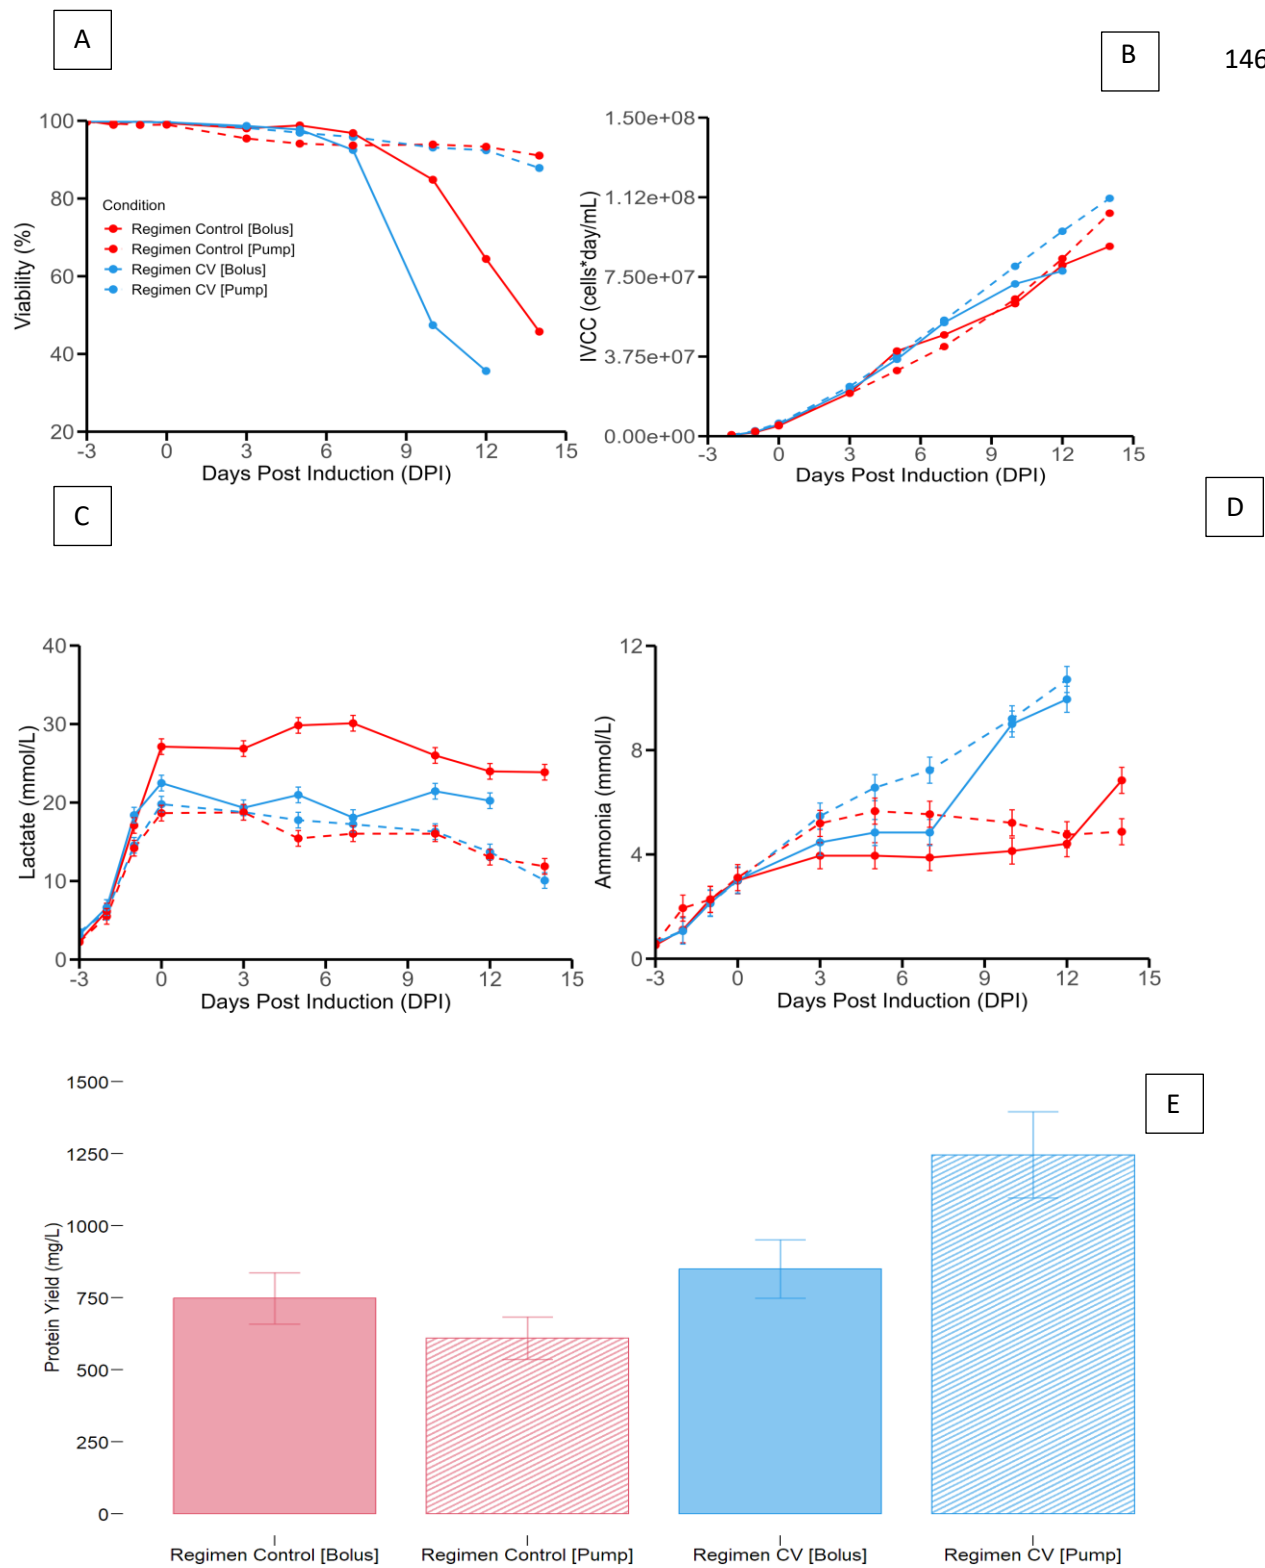 A
B
146
100
80
60
40
20
Viability (%)
Condition
Regimen Control [Bolus]
Regimen Control [Pump]
Regimen CV [Bolus]
Regimen CV [Pump]
-3 0 3 6 9 12 15
Days Post Induction (DPI)
1.50e+08
1.12e+08
7.50e+07
3.75e+07
0.00e+00
IVCC (cells*day/mL)
-3 0 3 6 9 12 15
Days Post Induction (DPI)
C
D
40
30
20
10
0
Lactate (mmol/L)
-3 0 3 6 9 12 15
Days Post Induction (DPI)
12
8
4
0
Ammonia (mmol/L)
-3 0 3 6 9 12 15
Days Post Induction (DPI)
E
1500
1250
1000
750
500
250
0
Protein Yield (mg/L)
Regimen Control [Bolus] Regimen Control [Pump] Regimen CV [Bolus] Regimen CV [Pump]